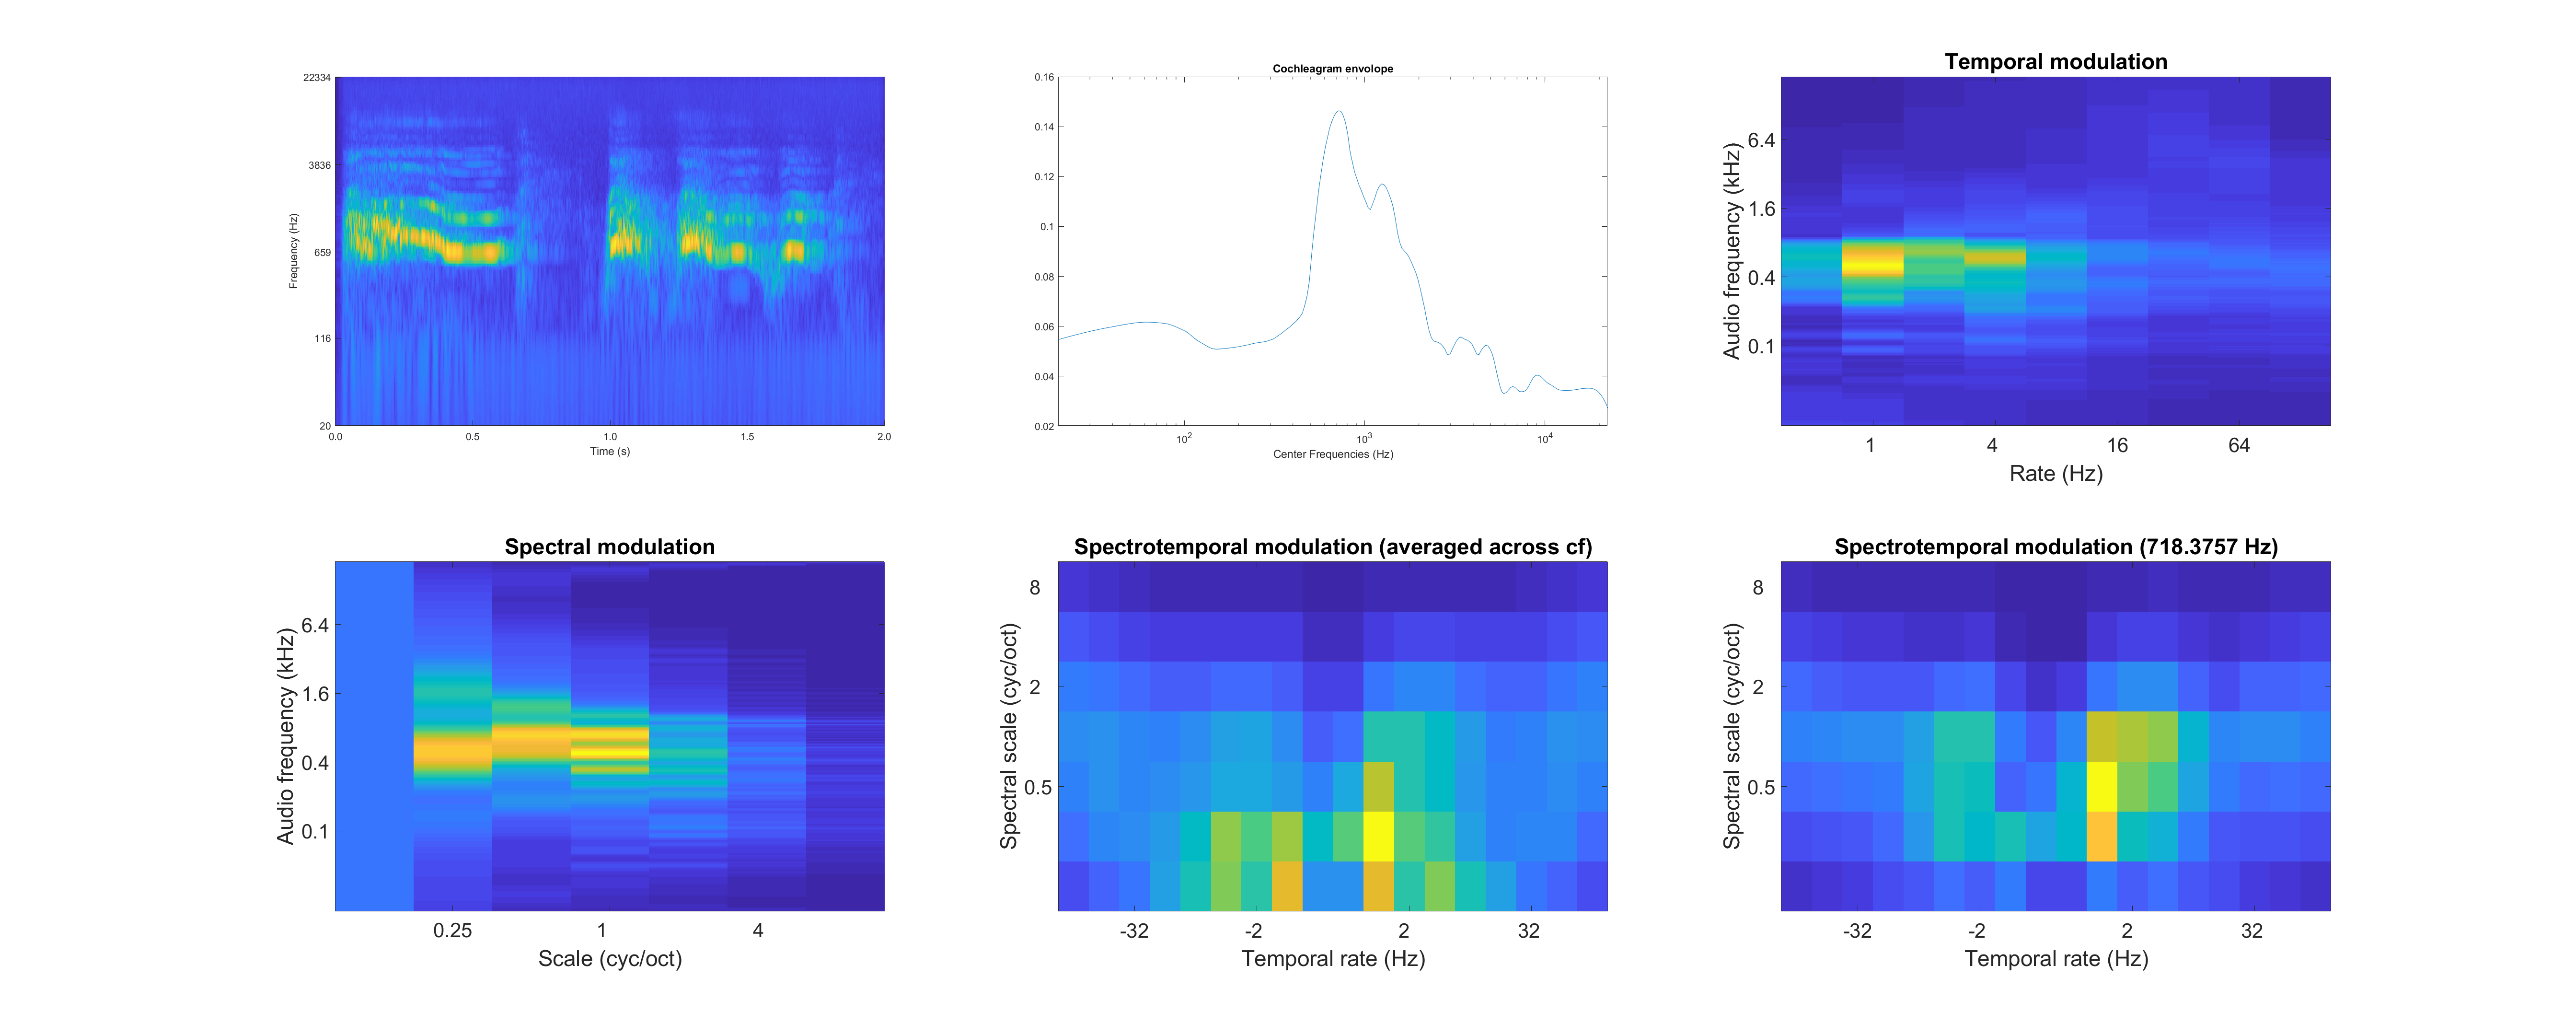 22334
3836
659
116
20
Frequency (Hz)
0.0 0.5 1.0 1.5 2.0
Time (s)
Cochleagram envolope
0.16
0.14
0.12
0.1
0.08
0.06
0.04
0.02
10^2 10^3 10^4
Center Frequencies (Hz)
Temporal modulation
6.4
1.6
0.4
0.1
Audio frequency (kHz)
1 4 16 64
Rate (Hz)
Spectral modulation
6.4
1.6
0.4
0.1
Audio frequency (kHz)
0.25 1 4
Scale (cyc/oct)
Spectrotemporal modulation (averaged across cf)
8
2
0.5
Spectral scale (cyc/oct)
-32 -2 2 32
Temporal rate (Hz)
Spectrotemporal modulation (718.3757 Hz)
8
2
0.5
Spectral scale (cyc/oct)
-32 -2 2 32
Temporal rate (Hz)